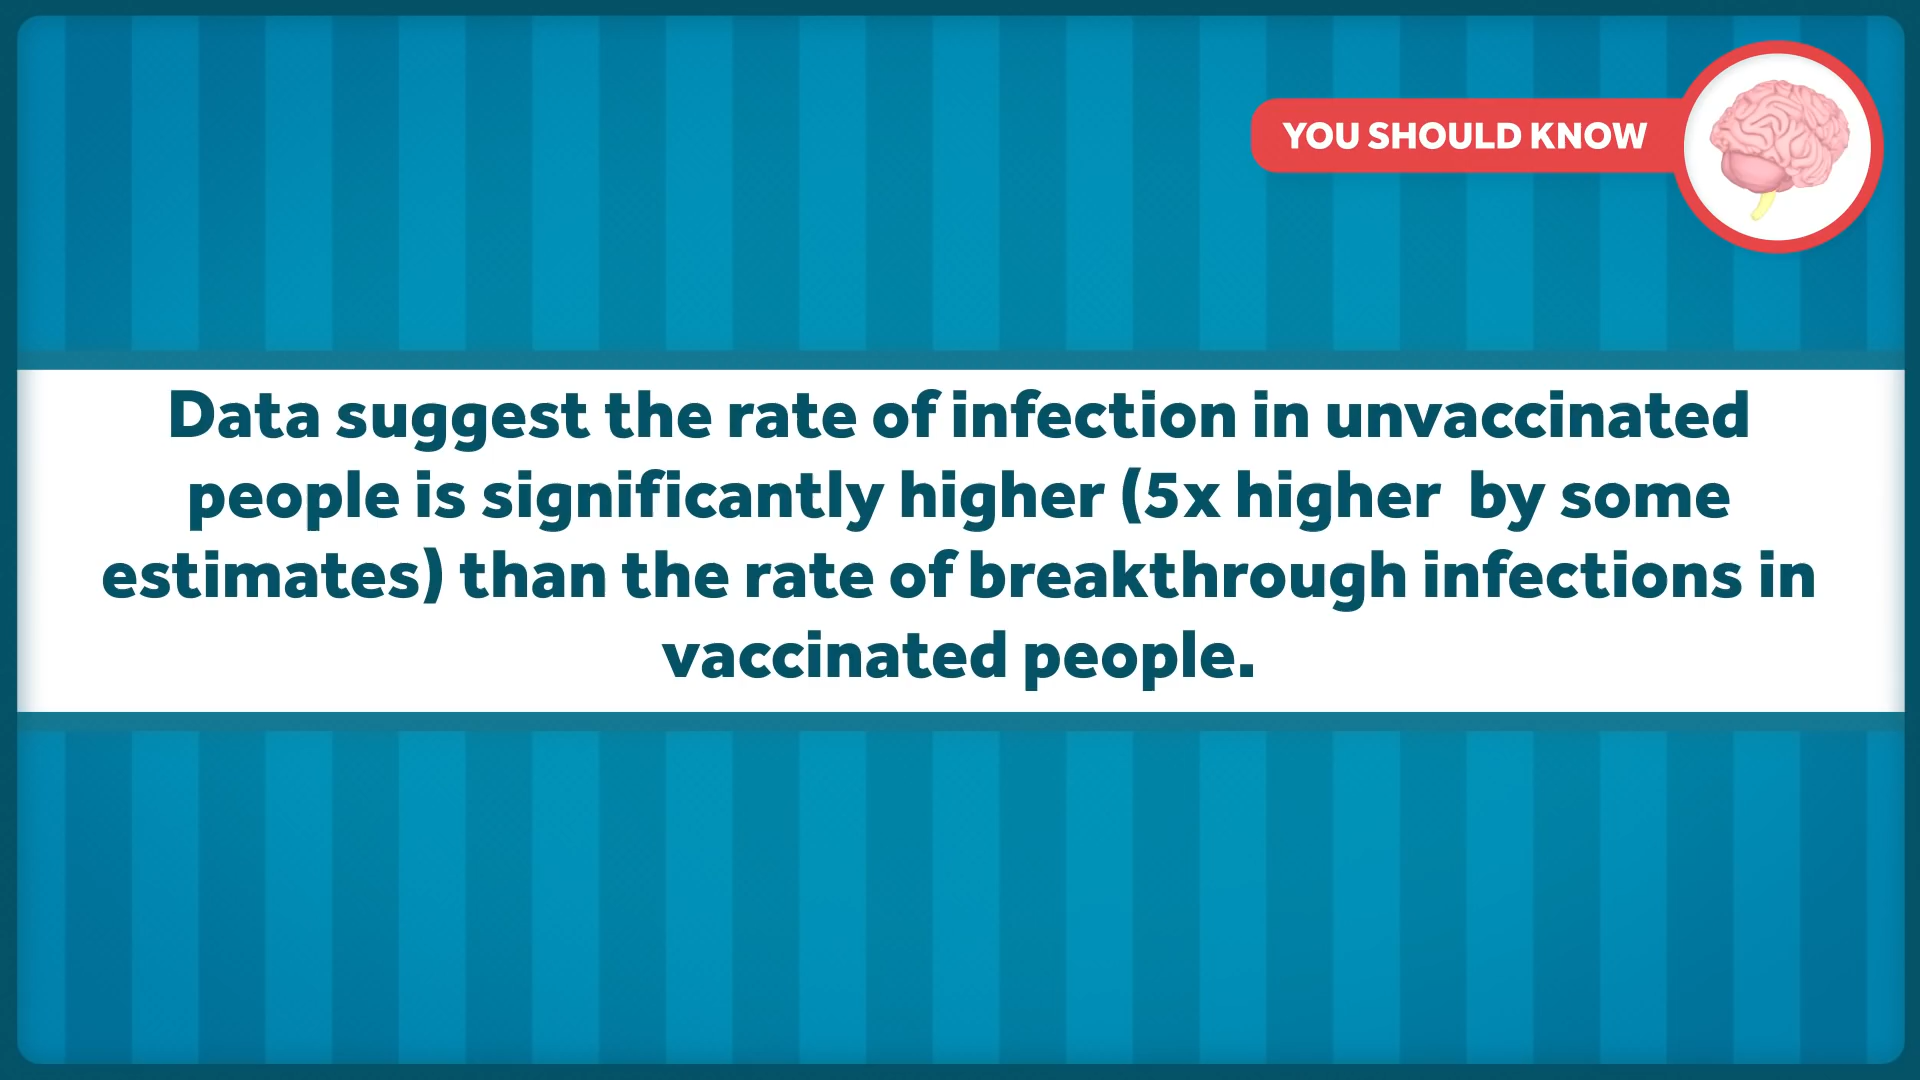 YOU SHOULD KNOW
Data suggest the rate of infection in unvaccinated
people is significantly higher (5x higher  by some
estimates) than the rate of breakthrough infections in
vaccinated people.